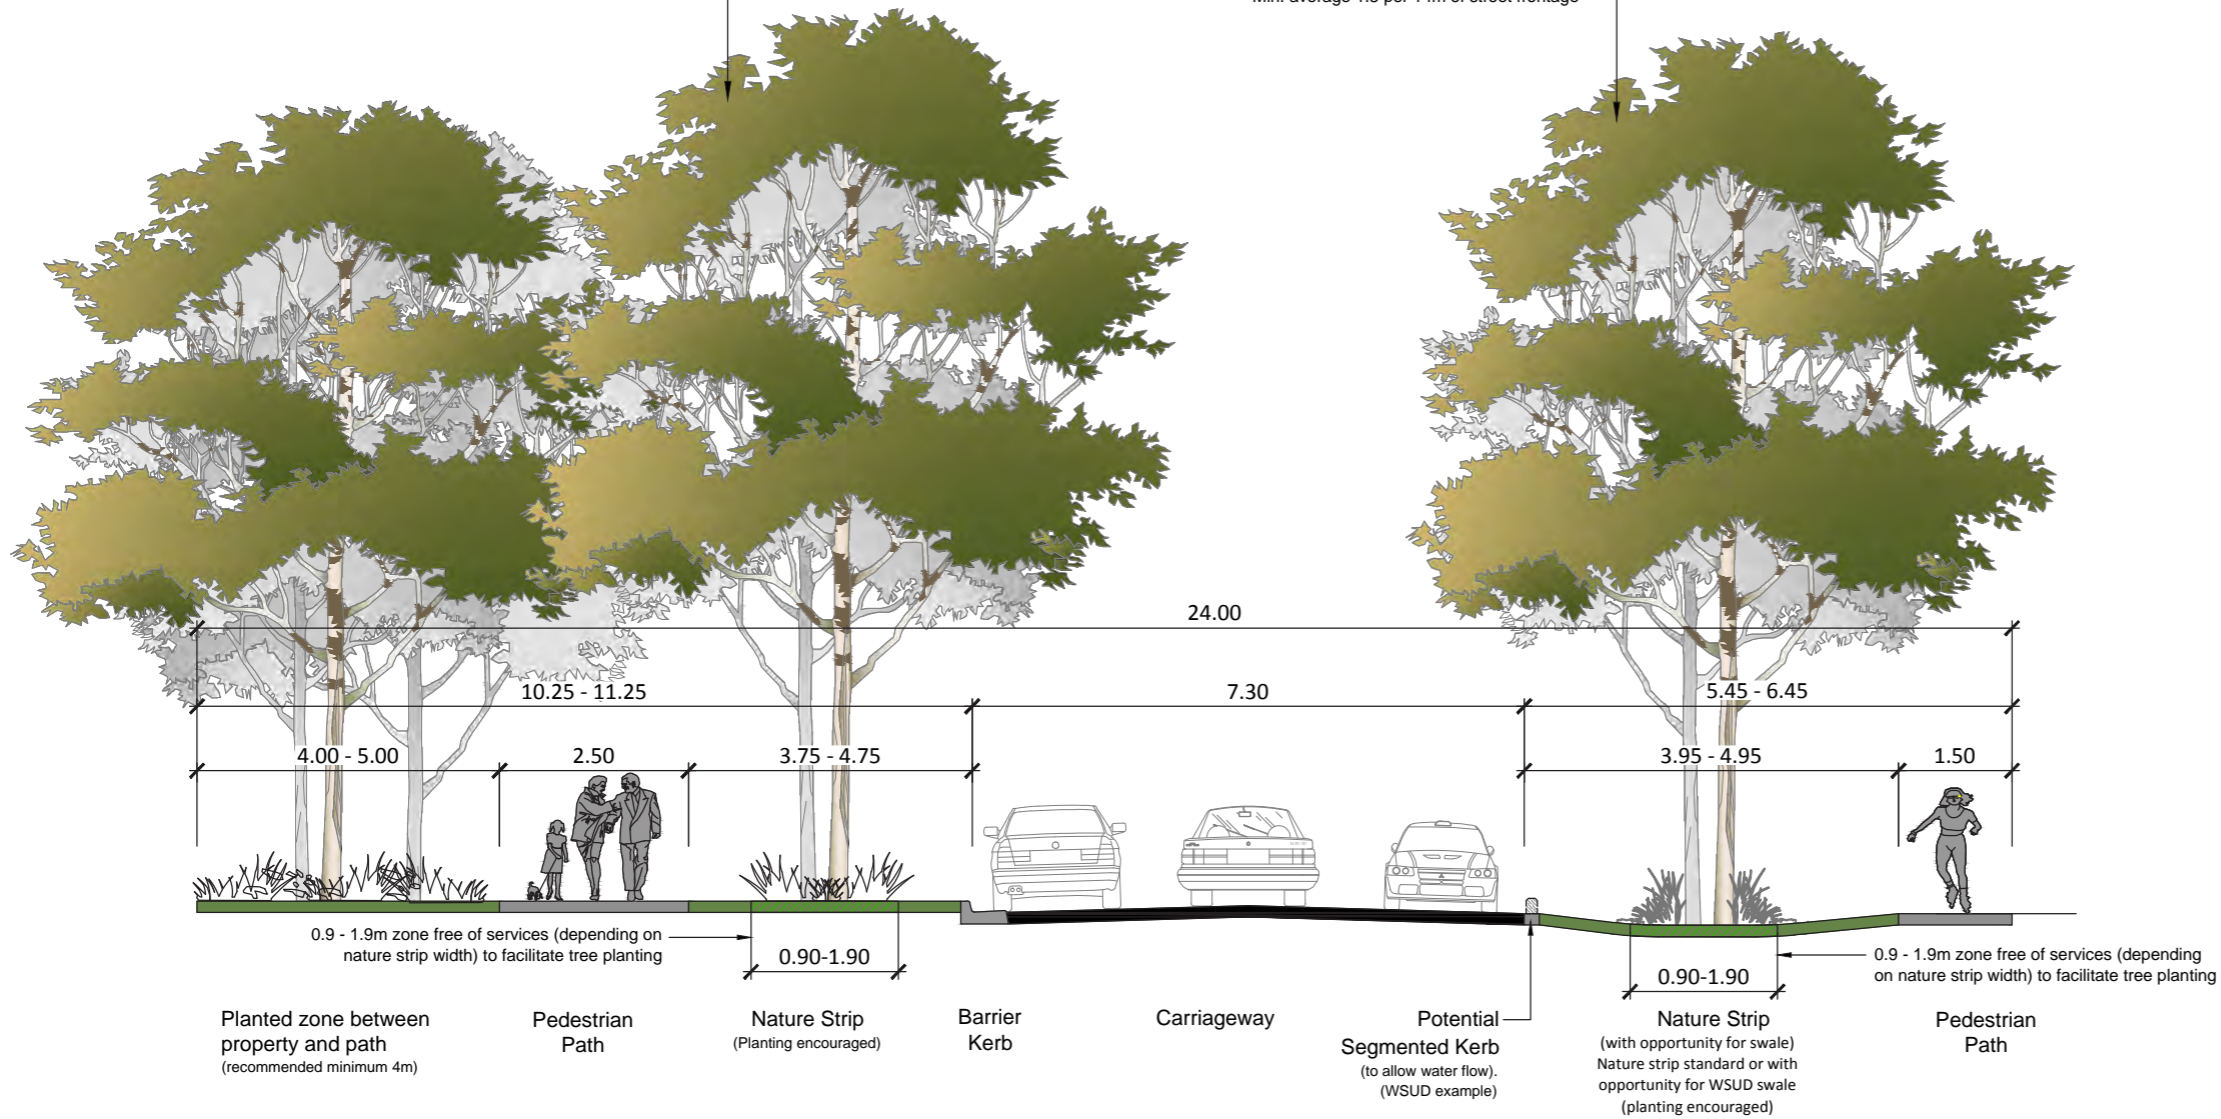 24.00
10.25 - 11.25
7.30
5.45 - 6.45
4.00 - 5.00
2.50
3.75 - 4.75
3.95 - 4.95
1.50
0.9 - 1.9m zone free of services (depending on
nature strip width) to facilitate tree planting
0.90-1.90
0.90-1.90
0.9 - 1.9m zone free of services (depending
on nature strip width) to facilitate tree planting
Planted zone between
property and path
(recommended minimum 4m)
Pedestrian
Path
Nature Strip
(Planting encouraged)
Barrier
Kerb
Carriageway
Potential
Segmented Kerb
(to allow water flow).
(WSUD example)
Nature Strip
(with opportunity for swale)
Nature strip standard or with
opportunity for WSUD swale
(planting encouraged)
Pedestrian
Path